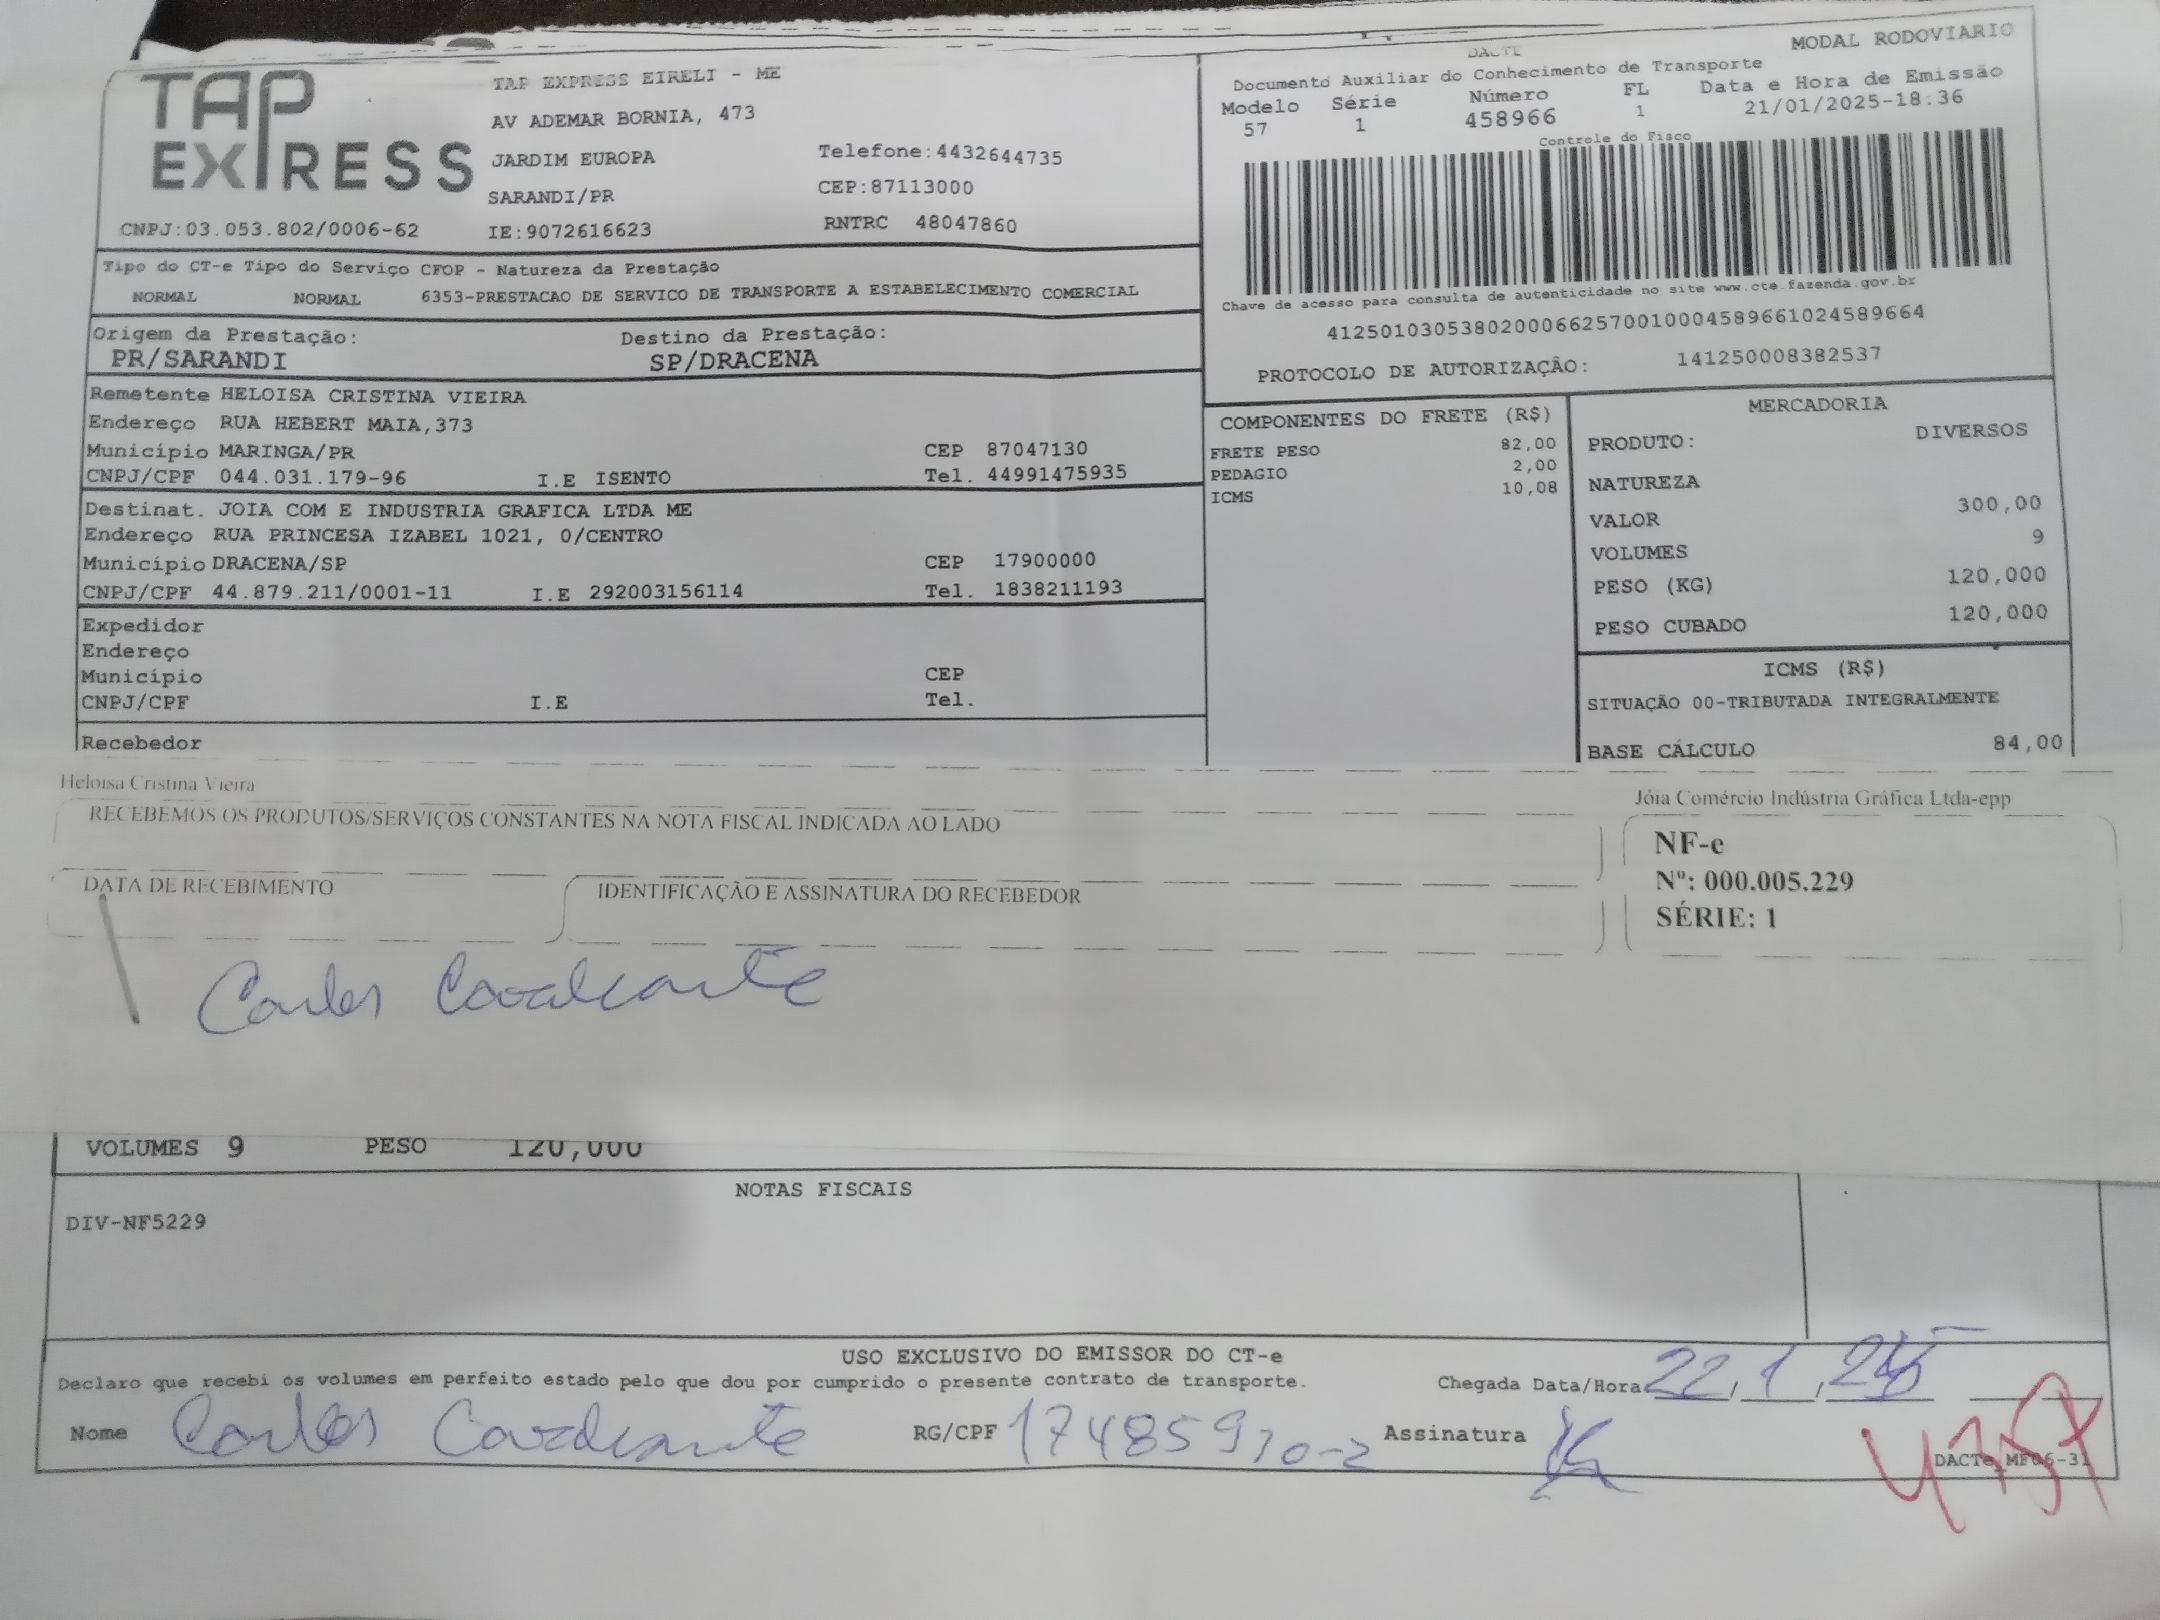 TAP EXPRESS
TAP EXPRESS EIRELI - ME
AV ADEMAR BORNIA, 473
JARDIM EUROPA
SARANDI/PR
Telefone:4432644735
CEP:87113000
CNPJ:03.053.802/0006-62
IE:9072616623
RNTRC 48047860
DACTE
MODAL RODOVIARIO
Documento Auxiliar do Conhecimento de Transporte
Modelo Série Número FL Data e Hora de Emissão
57 1 458966 1 21/01/2025-18:36
Controle do Fisco
Chave de acesso para consulta de autenticidade no site www.cte.fazenda.gov.br
41250103053802000662570010004589661024589664
PROTOCOLO DE AUTORIZAÇÂO: 141250008382537
Tipo do CT-e Tipo do Serviço CFOP - Natureza da Prestação
NORMAL NORMAL 6353-PRESTACAO DE SERVICO DE TRANSPORTE A ESTABELECIMENTO COMERCIAL
Origem da Prestação: Destino da Prestação:
PR/SARANDI SP/DRACENA
Remetente HELOISA CRISTINA VIEIRA
Endereço RUA HEBERT MAIA,373
Município MARINGA/PR CEP 87047130
CNPJ/CPF 044.031.179-96 I.E ISENTO Tel. 44991475935
Destinat. JOIA COM E INDUSTRIA GRAFICA LTDA ME
Endereço RUA PRINCESA IZABEL 1021, 0/CENTRO
Município DRACENA/SP CEP 17900000
CNPJ/CPF 44.879.211/0001-11 I.E 292003156114 Tel. 1838211193
Expedidor
Endereço
Município CEP
CNPJ/CPF I.E Tel.
Recebedor
COMPONENTES DO FRETE (R$)
FRETE PESO 82,00
PEDAGIO 2,00
ICMS 10,08
MERCADORIA
PRODUTO: DIVERSOS
NATUREZA
VALOR 300,00
VOLUMES 9
PESO (KG) 120,000
PESO CUBADO 120,000
ICMS (R$)
SITUAÇÃO 00-TRIBUTADA INTEGRALMENTE
BASE CÁLCULO 84,00
Heloisa Cristina Vieira
Jóia Comércio Indústria Gráfica Ltda-epp
RECEBEMOS OS PRODUTOS/SERVIÇOS CONSTANTES NA NOTA FISCAL INDICADA AO LADO
DATA DE RECEBIMENTO
IDENTIFICAÇÃO E ASSINATURA DO RECEBEDOR
NF-e
Nº: 000.005.229
SÉRIE: 1
Carlos Cavalcante
VOLUMES 9 PESO 120,000
NOTAS FISCAIS
DIV-NF5229
USO EXCLUSIVO DO EMISSOR DO CT-e
Declaro que recebi os volumes em perfeito estado pelo que dou por cumprido o presente contrato de transporte.
Chegada Data/Hora 22/1/25
Nome Carlos Cavalcante RG/CPF 17485970-2 Assinatura
DACTe_MF06-31